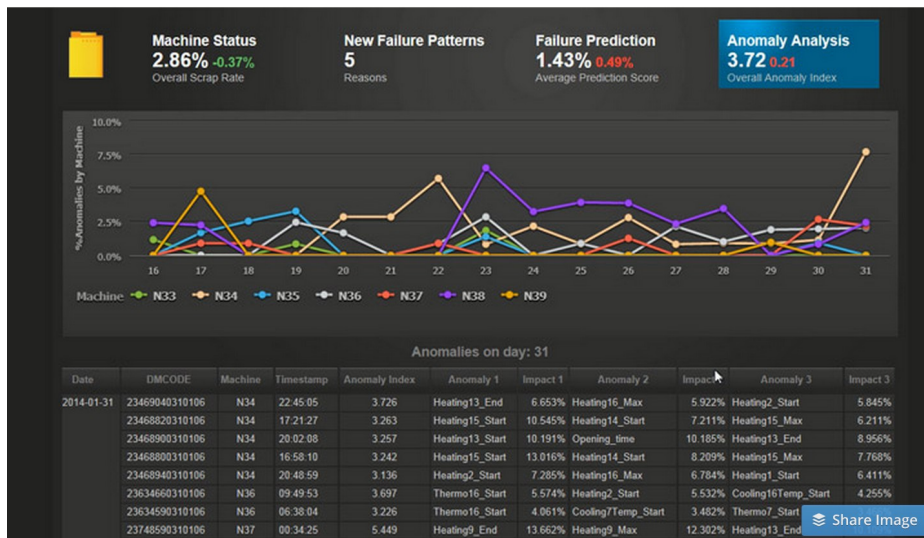 Machine Status New Failure Patterns Failure Prediction Anomaly Analysis
2.86% -0.37% 5 1.43% 0.49% 3.72 0.21
Overall Scrap Rate Reasons Average Prediction Score Overall Anomaly Index
%Anomalies by Machine
10.0%
7.5%
5.0%
2.5%
0.0%
16 17 18 19 20 21 22 23 24 25 26 27 28 29 30 31
Machine N33 N34 N35 N36 N37 N38 N39
Anomalies on day: 31
Date DMCODE Machine Timestamp Anomaly Index Anomaly 1 Impact 1 Anomaly 2 Impact Anomaly 3 Impact 3
2014-01-31 23469040310106 N34 22:45:05 3.726 Heating13_End 6.653% Heating16_Max 5.922% Heating2_Start 5.845%
23468820310106 N34 17:21:27 3.263 Heating15_Start 10.545% Heating14_Start 7.211% Heating15_Max 6.211%
23468900310106 N34 20:02:08 3.257 Heating13_Start 10.191% Opening_time 10.185% Heating13_End 8.956%
23468800310106 N34 16:58:10 3.242 Heating15_Start 13.016% Heating14_Start 8.209% Heating15_Max 7.768%
23468940310106 N34 20:48:59 3.136 Heating2_Start 7.285% Heating16_Max 6.784% Heating1_Start 6.411%
23634660310106 N36 09:49:53 3.697 Thermo16_Start 5.574% Heating2_Start 5.532% Cooling16Temp_Start 4.255%
23634590310106 N36 06:38:04 3.226 Thermo16_Start 4.061% Cooling7Temp_Start 3.482% Thermo7_Start
23748590310106 N37 00:34:25 5.449 Heating9_End 13.662% Heating9_Max 12.302% Heating13_End
Share Image